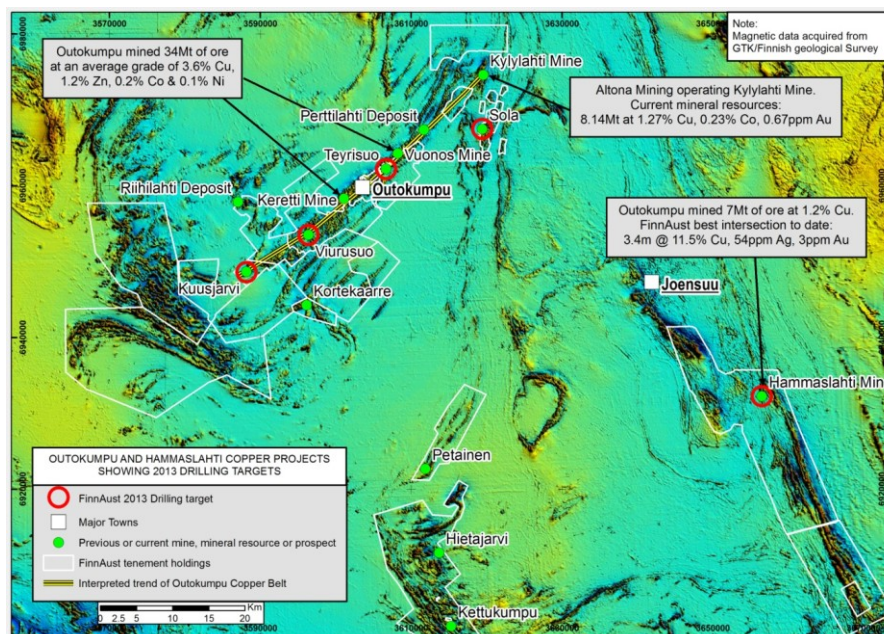 3570000
3590000
3610000
3630000
3650000
Note:
Magnetic data acquired from
GTK/Finnish geological Survey
6980000
Outokumpu mined 34Mt of ore
at an average grade of 3.6% Cu,
1.2% Zn, 0.2% Co & 0.1% Ni
Kylylahti Mine
Altona Mining operating Kylylahti Mine.
Current mineral resources:
8.14Mt at 1.27% Cu, 0.23% Co, 0.67ppm Au
Perttilahti Deposit
Sola
Teyrisuo
Vuonos Mine
6960000
Riihilahti Deposit
Keretti Mine
Outokumpu
Outokumpu mined 7Mt of ore at 1.2% Cu.
FinnAust best intersection to date:
3.4m @ 11.5% Cu, 54ppm Ag, 3ppm Au
Viurusuo
Kuusjarvi
Kortekaarre
Joensuu
6940000
Hammaslahti Min
OUTOKUMPU AND HAMMASLAHTI COPPER PROJECTS
SHOWING 2013 DRILLING TARGETS
Petainen
6920000
6920000
FinnAust 2013 Drilling target
Major Towns
Previous or current mine, mineral resource or prospect
FinnAust tenement holdings
Interpreted trend of Outokumpu Copper Belt
Hietajarvi
0 2.5 5 10 15 20
Km
Kettukumpu
3590000
3610000
3630000
3650000